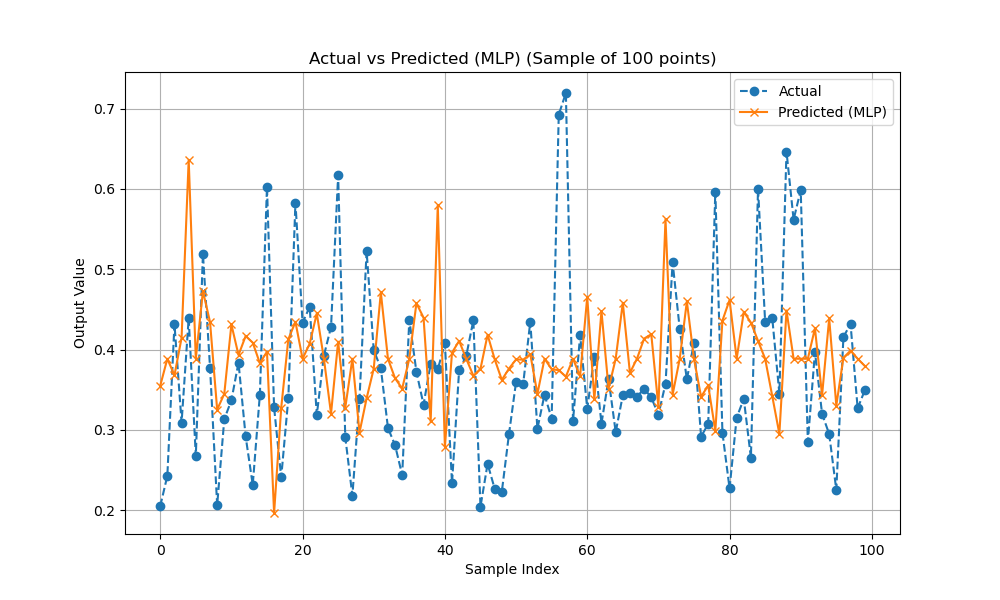 Actual vs Predicted (MLP) (Sample of 100 points)
Actual
Predicted (MLP)
Output Value
0.7
0.6
0.5
0.4
0.3
0.2
0 20 40 60 80 100
Sample Index